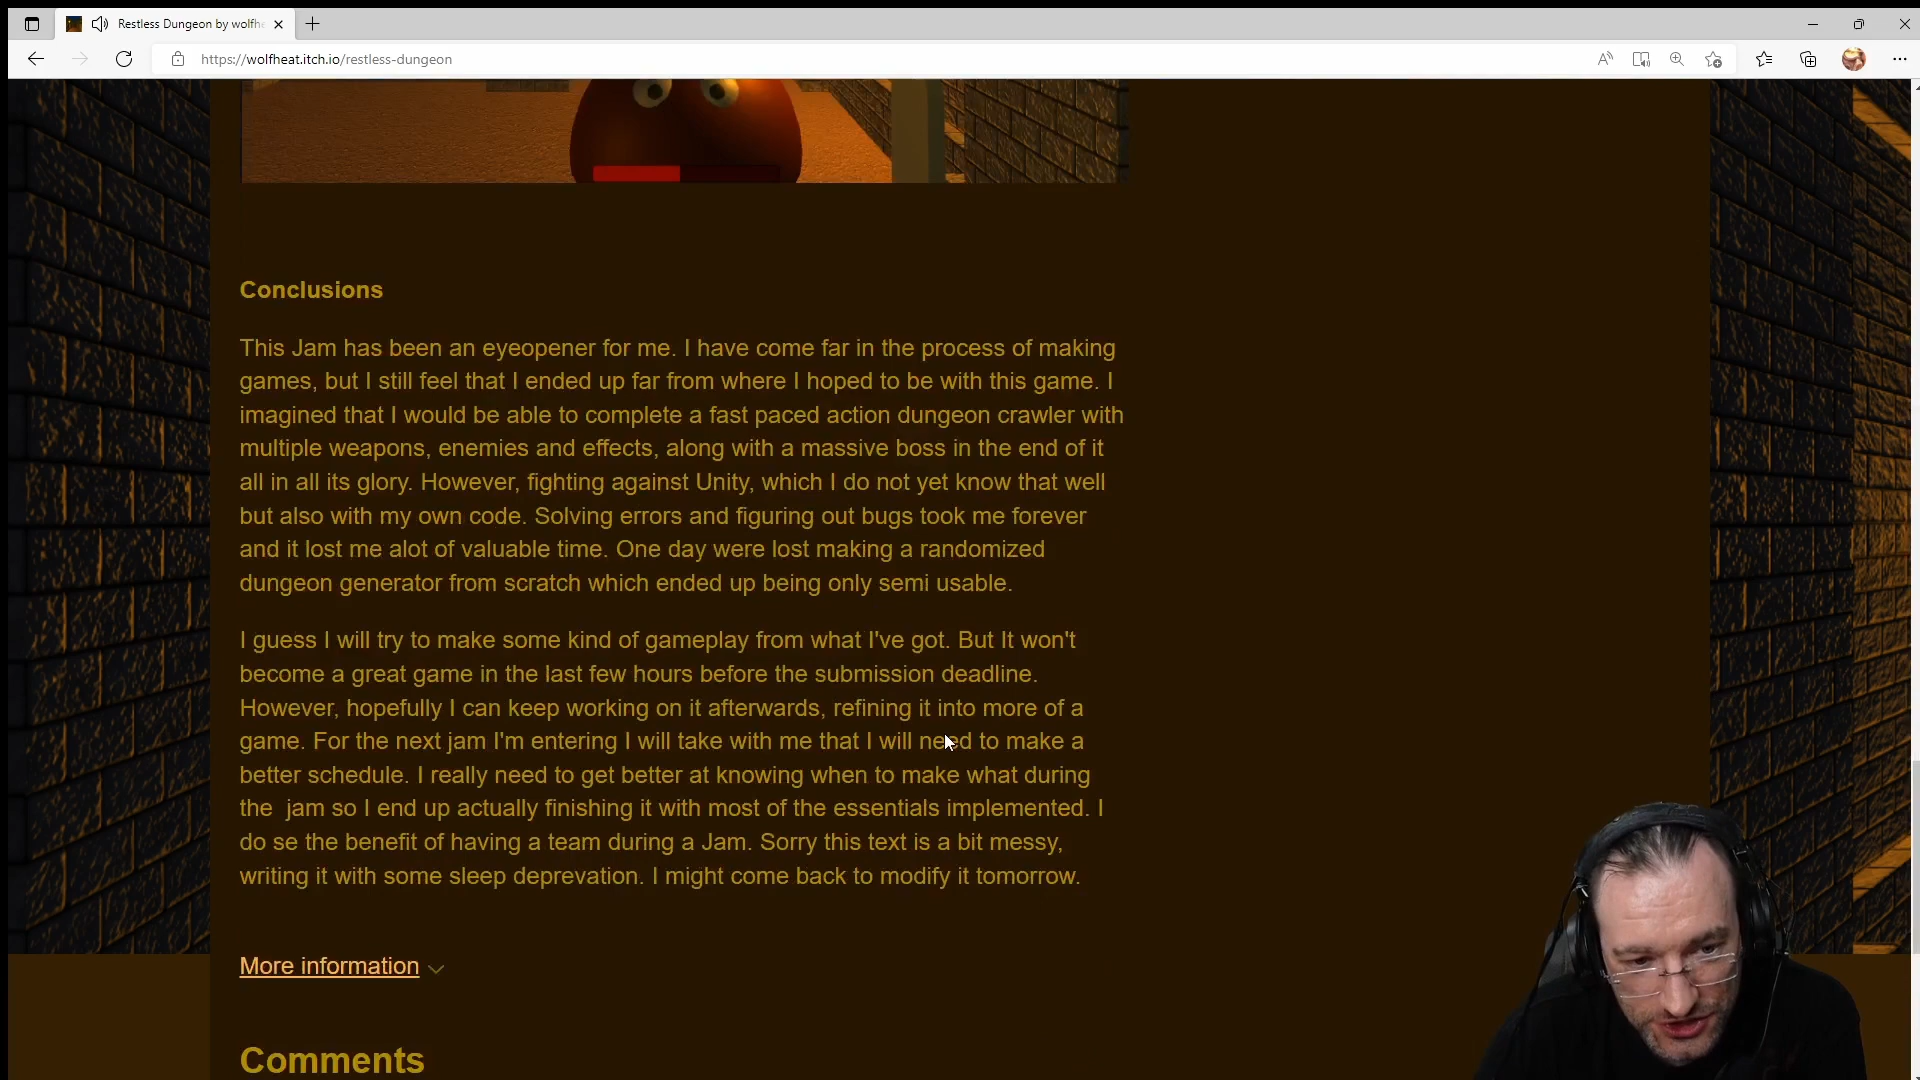 Restless Dungeon by wolfhe
https://wolfheat.itch.io/restless-dungeon
Conclusions
This Jam has been an eyeopener for me. I have come far in the process of making
games, but I still feel that I ended up far from where I hoped to be with this game. I
imagined that I would be able to complete a fast paced action dungeon crawler with
multiple weapons, enemies and effects, along with a massive boss in the end of it
all in all its glory. However, fighting against Unity, which I do not yet know that well
but also with my own code. Solving errors and figuring out bugs took me forever
and it lost me alot of valuable time. One day were lost making a randomized
dungeon generator from scratch which ended up being only semi usable.
I guess I will try to make some kind of gameplay from what I've got. But It won't
become a great game in the last few hours before the submission deadline.
However, hopefully I can keep working on it afterwards, refining it into more of a
game. For the next jam I'm entering I will take with me that I will need to make a
better schedule. I really need to get better at knowing when to make what during
the  jam so I end up actually finishing it with most of the essentials implemented. I
do se the benefit of having a team during a Jam. Sorry this text is a bit messy,
writing it with some sleep deprevation. I might come back to modify it tomorrow.
More information
Comments